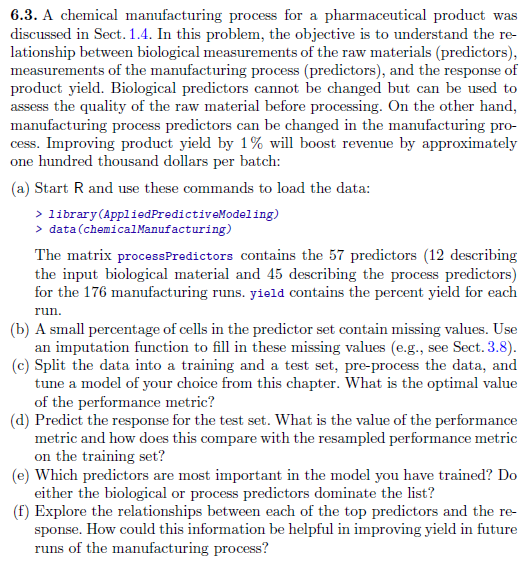 6.3. A chemical manufacturing process for a pharmaceutical product was
discussed in Sect. 1.4. In this problem, the objective is to understand the re-
lationship between biological measurements of the raw materials (predictors),
measurements of the manufacturing process (predictors), and the response of
product yield. Biological predictors cannot be changed but can be used to
assess the quality of the raw material before processing. On the other hand,
manufacturing process predictors can be changed in the manufacturing pro-
cess. Improving product yield by 1% will boost revenue by approximately
one hundred thousand dollars per batch:
(a) Start R and use these commands to load the data:
> library(AppliedPredictiveModeling)
> data(chemicalManufacturing)
The matrix processPredictors contains the 57 predictors (12 describing
the input biological material and 45 describing the process predictors)
for the 176 manufacturing runs. yield contains the percent yield for each
run.
(b) A small percentage of cells in the predictor set contain missing values. Use
an imputation function to fill in these missing values (e.g., see Sect. 3.8).
(c) Split the data into a training and a test set, pre-process the data, and
tune a model of your choice from this chapter. What is the optimal value
of the performance metric?
(d) Predict the response for the test set. What is the value of the performance
metric and how does this compare with the resampled performance metric
on the training set?
(e) Which predictors are most important in the model you have trained? Do
either the biological or process predictors dominate the list?
(f) Explore the relationships between each of the top predictors and the re-
sponse. How could this information be helpful in improving yield in future
runs of the manufacturing process?